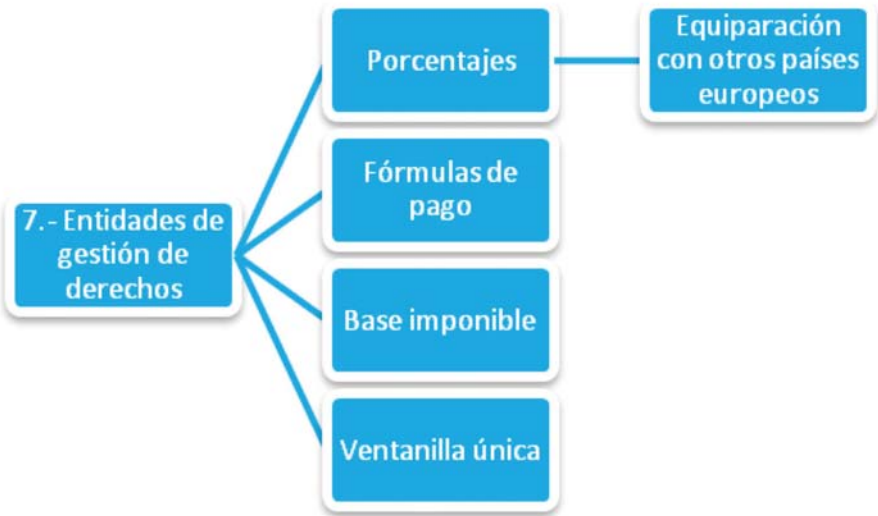 7.- Entidades de
gestión de
derechos
Porcentajes
Equiparación
con otros países
europeos
Fórmulas de
pago
Base imponible
Ventanilla única